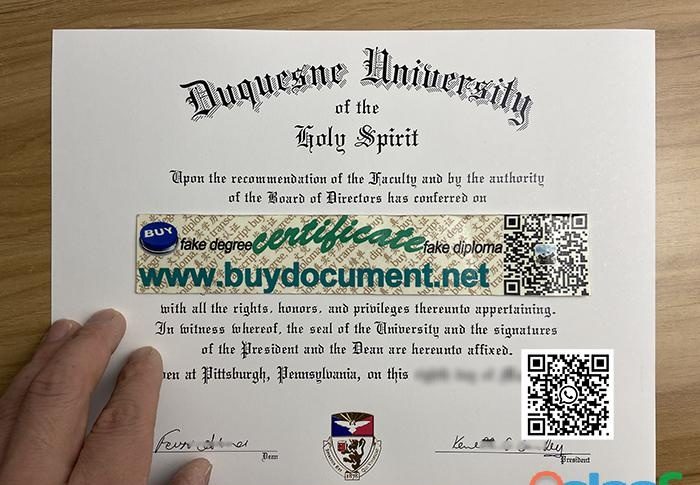 Duquesne University
of the
Holy Spirit
Upon the recommendation of the Faculty and by the authority
of the Board of Directors has conferred on
BUY fake degree certificate fake diploma
www.buydocument.net
with all the rights, honors, and privileges thereunto appertaining.
In witness whereof, the seal of the University and the signatures
of the President and the Dean are hereunto affixed.
at Pittsburgh, Pennsylvania, on this
Dean
President